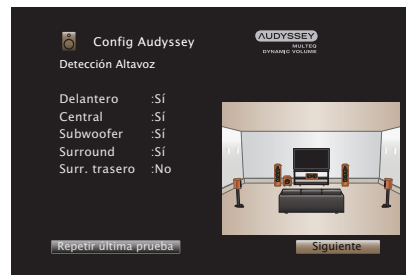 Config Audyssey
AUDYSSEY
MULTEQ
DYNAMIC VOLUME
Detección Altavoz
Delantero :Sí
Central :Sí
Subwoofer :Sí
Surround :Sí
Surr. trasero :No
Repetir última prueba
Siguiente